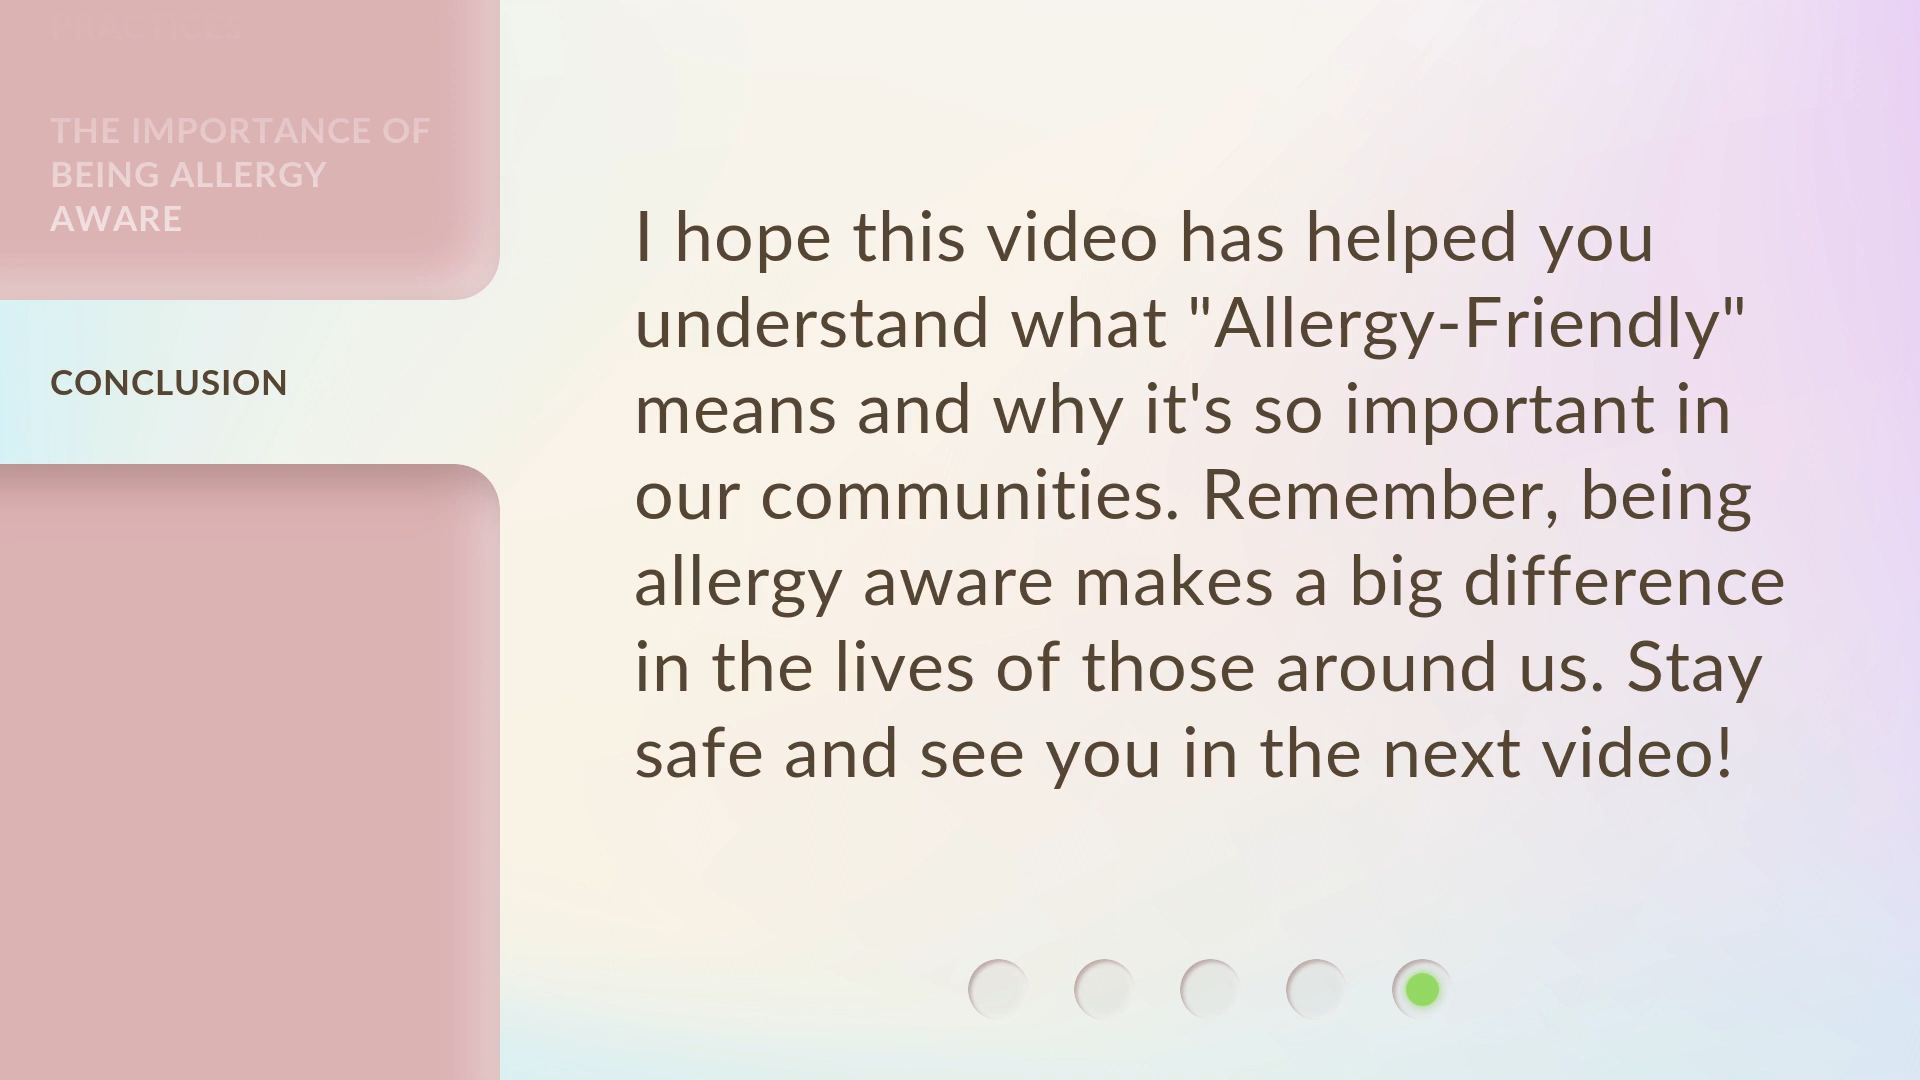 PRACTICES
THE IMPORTANCE OF
BEING ALLERGY
AWARE
CONCLUSION
I hope this video has helped you
understand what "Allergy-Friendly"
means and why it's so important in
our communities. Remember, being
allergy aware makes a big difference
in the lives of those around us. Stay
safe and see you in the next video!